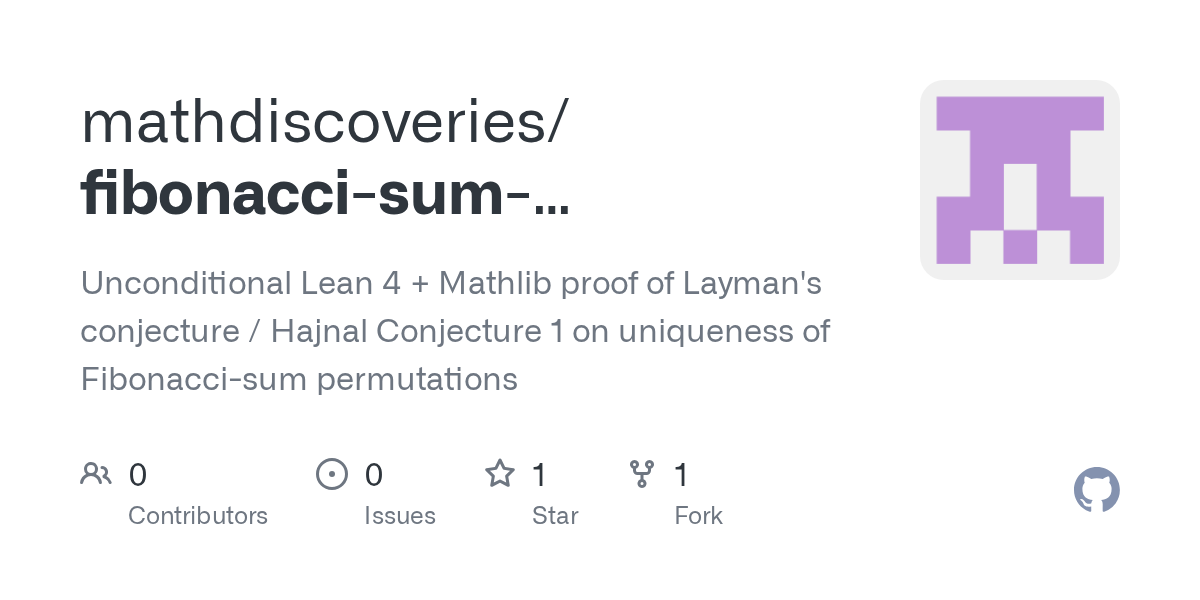 mathdiscoveries/
fibonacci-sum-...
Unconditional Lean 4 + Mathlib proof of Layman's
conjecture / Hajnal Conjecture 1 on uniqueness of
Fibonacci-sum permutations
0 0 1 1
Contributors Issues Star Fork